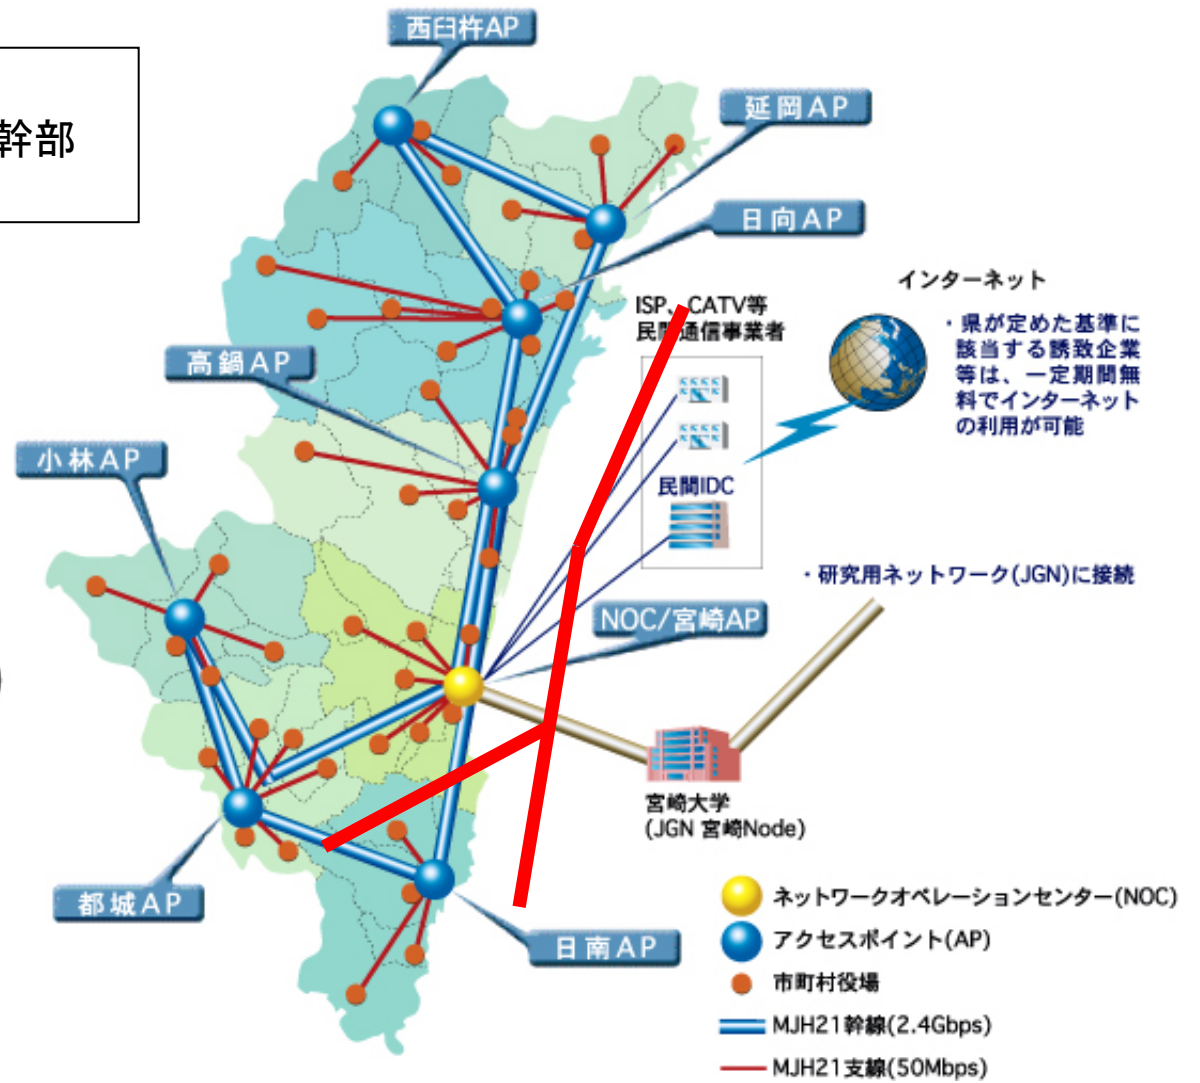 西臼杵AP
幹部
延岡AP
日向AP
インターネット
ISP、CATV等
民間通信事業者
・県が定めた基準に
該当する誘致企業
等は、一定期間無
料でインターネット
の利用が可能
高鍋AP
小林AP
民間IDC
・研究用ネットワーク(JGN)に接続
NOC/宮崎AP
宮崎大学
(JGN 宮崎Node)
都城AP
日南AP
ネットワークオペレーションセンター(NOC)
アクセスポイント(AP)
市町村役場
MJH21幹線(2.4Gbps)
MJH21支線(50Mbps)